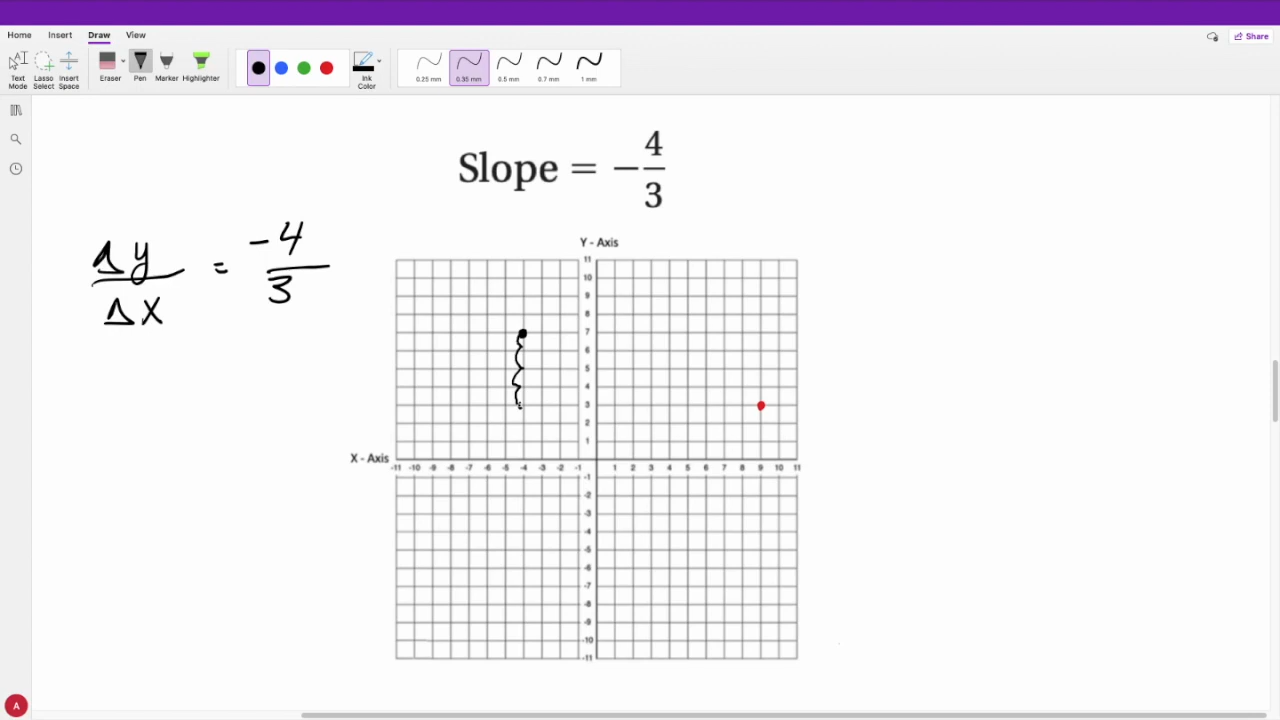 Home Insert Draw View
Share
Text Mode
Lasso Select
Insert Space
Eraser
Pen
Marker
Highlighter
Ink Color
0.25 mm
0.35 mm
0.5 mm
0.7 mm
1 mm
Slope = -4/3
Δy/Δx = -4/3
Y - Axis
11
10
9
8
7
6
5
4
3
2
1
X - Axis
-11 -10 -9 -8 -7 -6 -5 -4 -3 -2 -1 1 2 3 4 5 6 7 8 9 10 11
-1
-2
-3
-4
-5
-6
-7
-8
-9
-10
-11
A